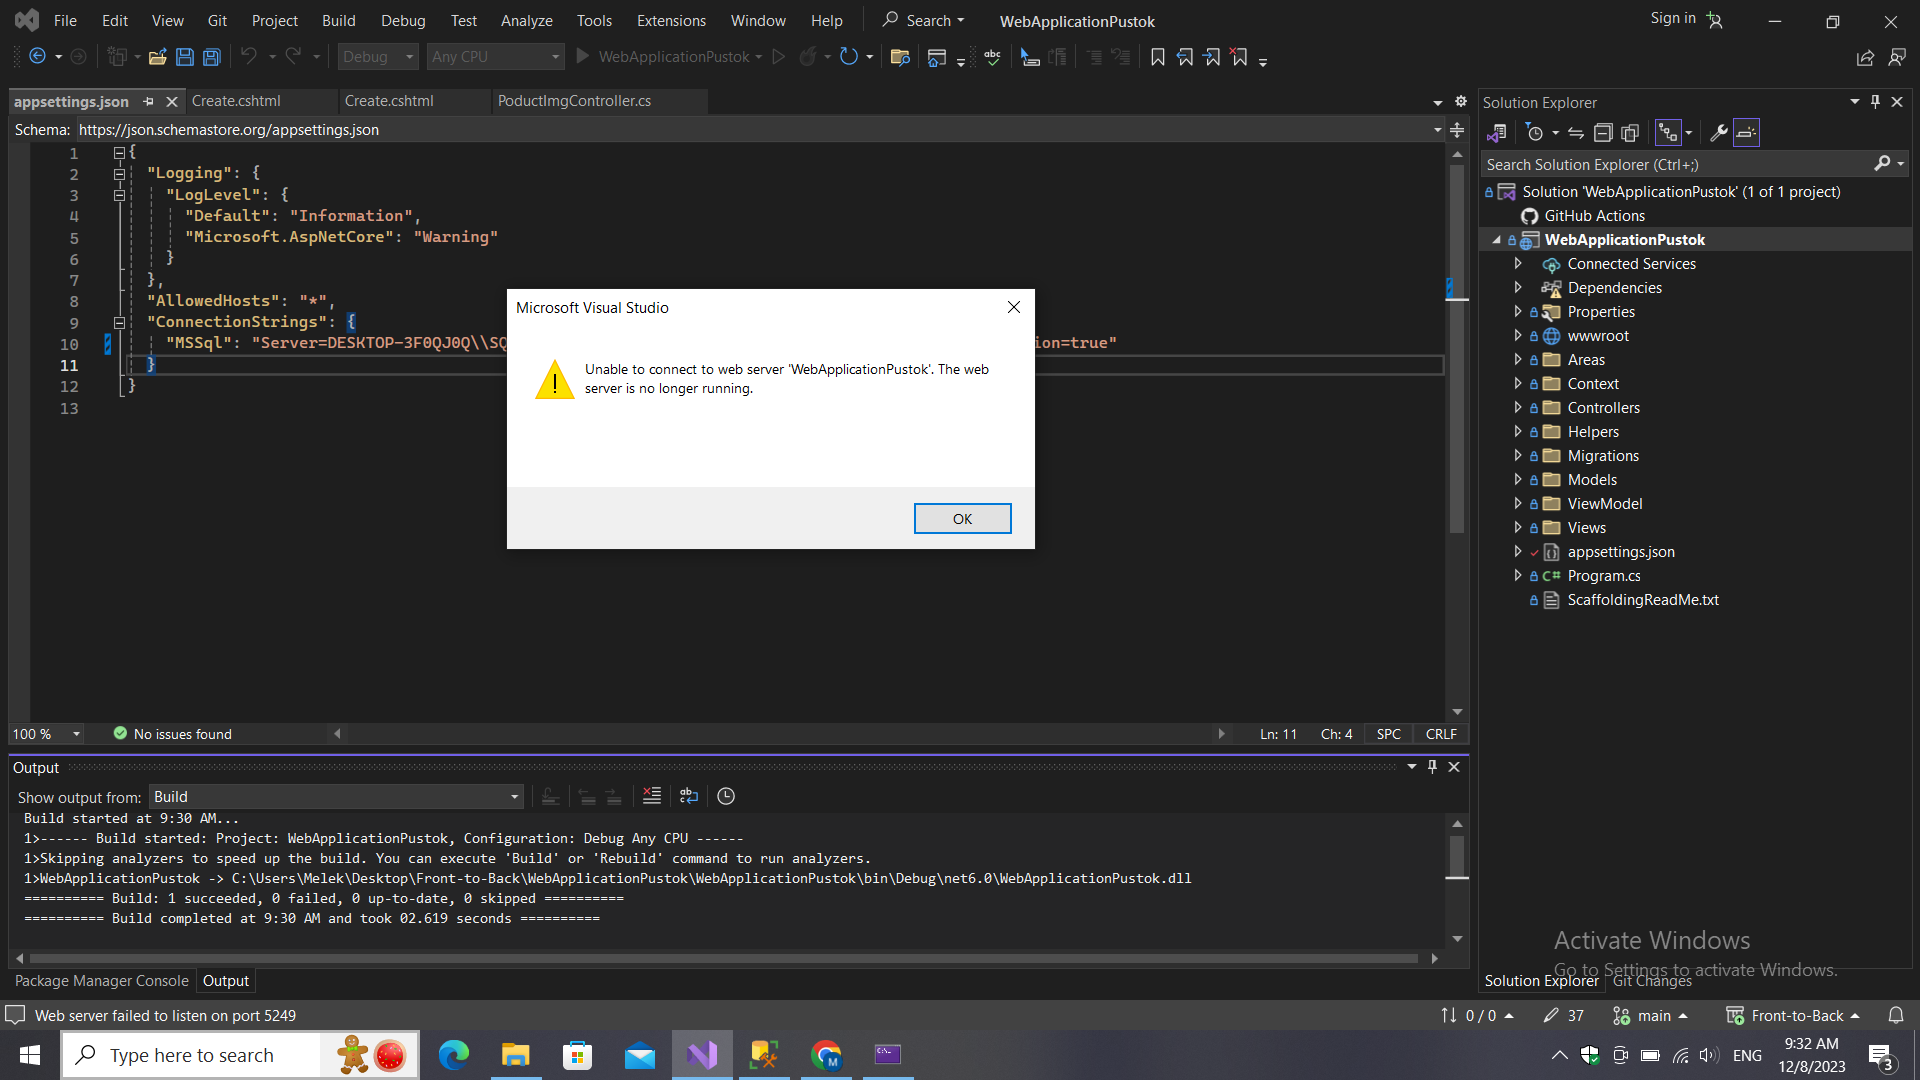 File Edit View Git Project Build Debug Test Analyze Tools Extensions Window Help Search WebApplicationPustok Sign in
Debug Any CPU WebApplicationPustok
appsettings.json Create.cshtml Create.cshtml PoductImgController.cs
Schema: https://json.schemastore.org/appsettings.json
1 {
2 "Logging": {
3 "LogLevel": {
4 "Default": "Information",
5 "Microsoft.AspNetCore": "Warning"
6 }
7 },
8 "AllowedHosts": "*",
9 "ConnectionStrings": {
10 "MSSql": "Server=DESKTOP-3F0QJ0Q\\SQ ion=true"
11 }
12 }
13
Microsoft Visual Studio
Unable to connect to web server 'WebApplicationPustok'. The web
server is no longer running.
OK
100 % No issues found Ln: 11 Ch: 4 SPC CRLF
Output
Show output from: Build
Build started at 9:30 AM...
1>------ Build started: Project: WebApplicationPustok, Configuration: Debug Any CPU ------
1>Skipping analyzers to speed up the build. You can execute 'Build' or 'Rebuild' command to run analyzers.
1>WebApplicationPustok -> C:\Users\Melek\Desktop\Front-to-Back\WebApplicationPustok\WebApplicationPustok\bin\Debug\net6.0\WebApplicationPustok.dll
========== Build: 1 succeeded, 0 failed, 0 up-to-date, 0 skipped ==========
========== Build completed at 9:30 AM and took 02.619 seconds ==========
Package Manager Console Output
Solution Explorer
Search Solution Explorer (Ctrl+;)
Solution 'WebApplicationPustok' (1 of 1 project)
GitHub Actions
WebApplicationPustok
Connected Services
Dependencies
Properties
wwwroot
Areas
Context
Controllers
Helpers
Migrations
Models
ViewModel
Views
appsettings.json
C# Program.cs
ScaffoldingReadMe.txt
Activate Windows
Go to Settings to activate Windows.
Solution Explorer Git Changes
Web server failed to listen on port 5249 0 / 0 37 main Front-to-Back
Type here to search ENG 9:32 AM
12/8/2023
3